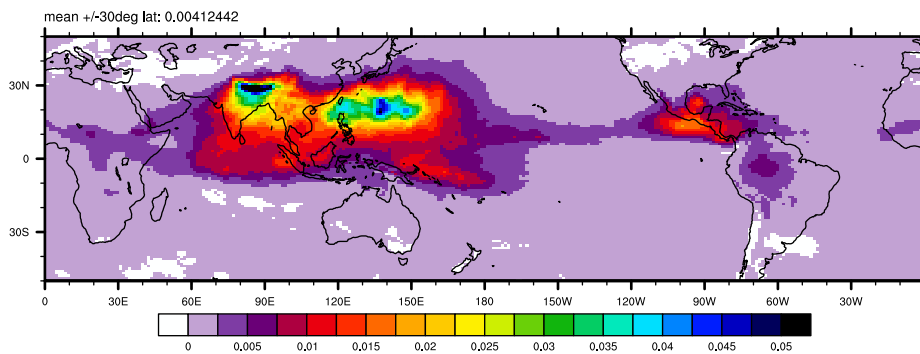 mean +/-30deg lat: 0.00412442
30N
0
30S
0 30E 60E 90E 120E 150E 180 150W 120W 90W 60W 30W
0 0.005 0.01 0.015 0.02 0.025 0.03 0.035 0.04 0.045 0.05